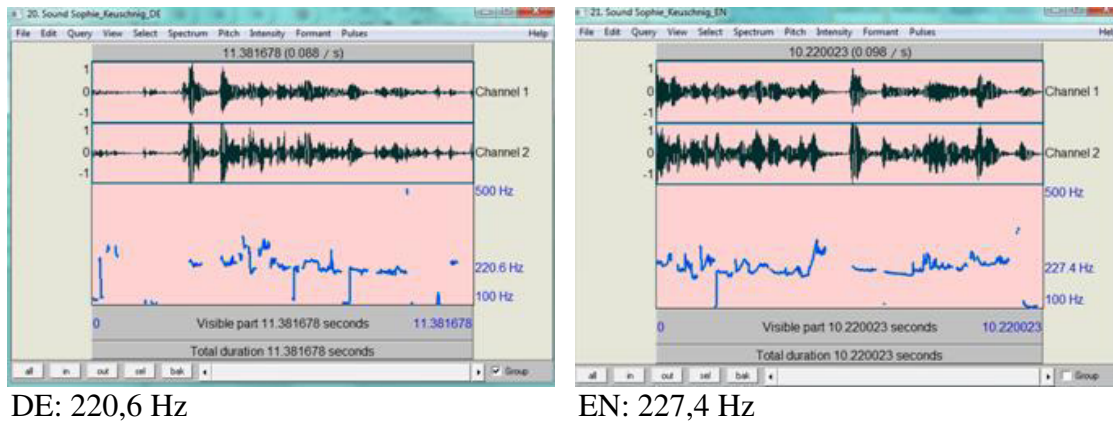 20. Sound Sophie_Keuschnig_DE
File Edit Query View Select Spectrum Pitch Intensity Formant Pulses Help
11.381678 (0.088 / s)
1
0
-1
Channel 1
1
0
-1
Channel 2
500 Hz
220.6 Hz
100 Hz
0 Visible part 11.381678 seconds 11.381678
Total duration 11.381678 seconds
all in out sel bak Group
DE: 220,6 Hz
21. Sound Sophie_Keuschnig_EN
File Edit Query View Select Spectrum Pitch Intensity Formant Pulses Hel
10.220023 (0.098 / s)
1
0
-1
Channel 1
1
0
-1
Channel 2
500 Hz
227.4 Hz
100 Hz
0 Visible part 10.220023 seconds 10.220023
Total duration 10.220023 seconds
all in out sel bak Group
EN: 227,4 Hz